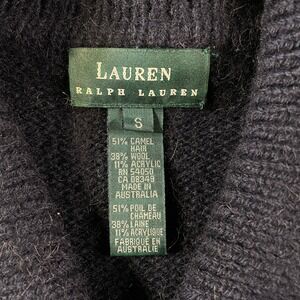 LAUREN
RALPH LAUREN
S
51% CAMEL
HAIR
38% WOOL
11% ACRYLIC
RN 54050
CA 08349
MADE IN
AUSTRALIA
51% POIL DE
CHAMEAU
38% LAINE
11% ACRYLIQUE
FABRIQUÉ EN
AUSTRALIE